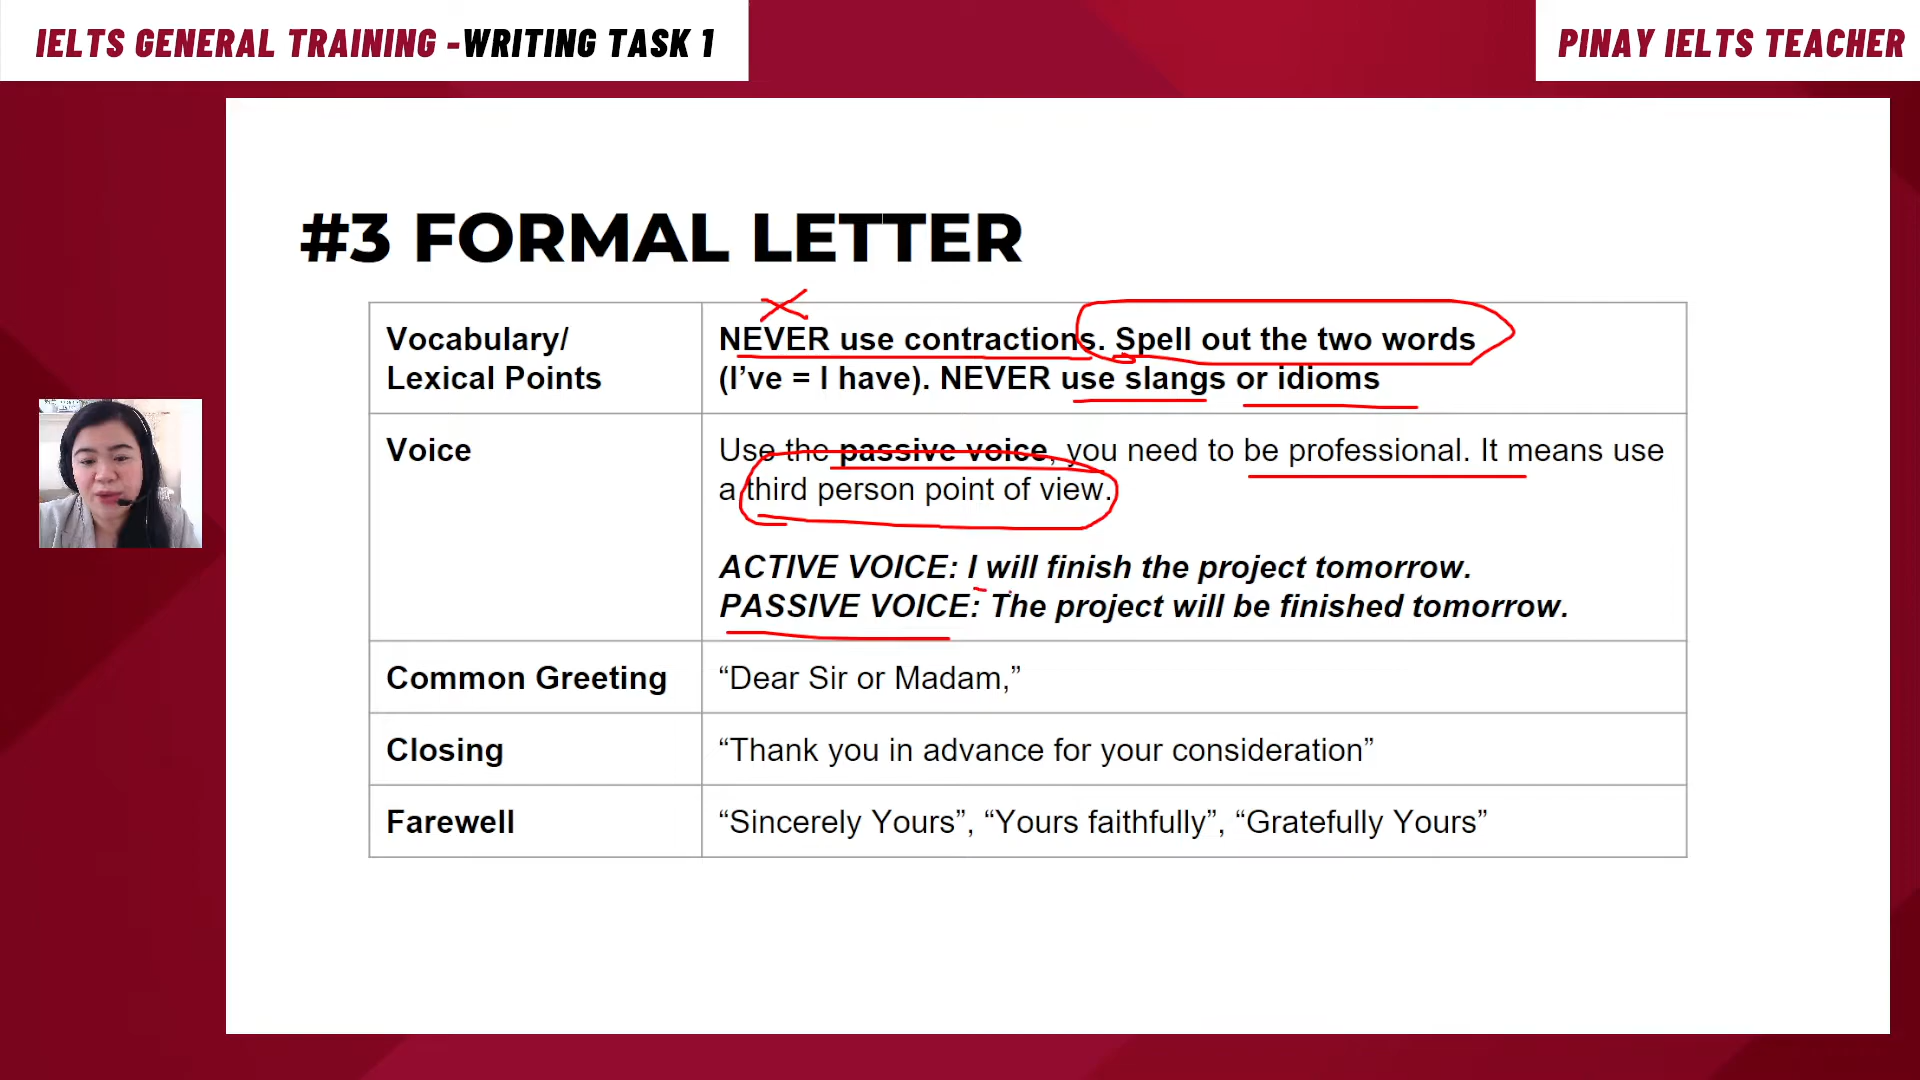 IELTS GENERAL TRAINING -WRITING TASK 1
PINAY IELTS TEACHER
#3 FORMAL LETTER
Vocabulary/
Lexical Points
NEVER use contractions. Spell out the two words
(I’ve = I have). NEVER use slangs or idioms
Voice
Use the passive voice, you need to be professional. It means use
a third person point of view.
ACTIVE VOICE: I will finish the project tomorrow.
PASSIVE VOICE: The project will be finished tomorrow.
Common Greeting
“Dear Sir or Madam,”
Closing
“Thank you in advance for your consideration”
Farewell
“Sincerely Yours”, “Yours faithfully”, “Gratefully Yours”